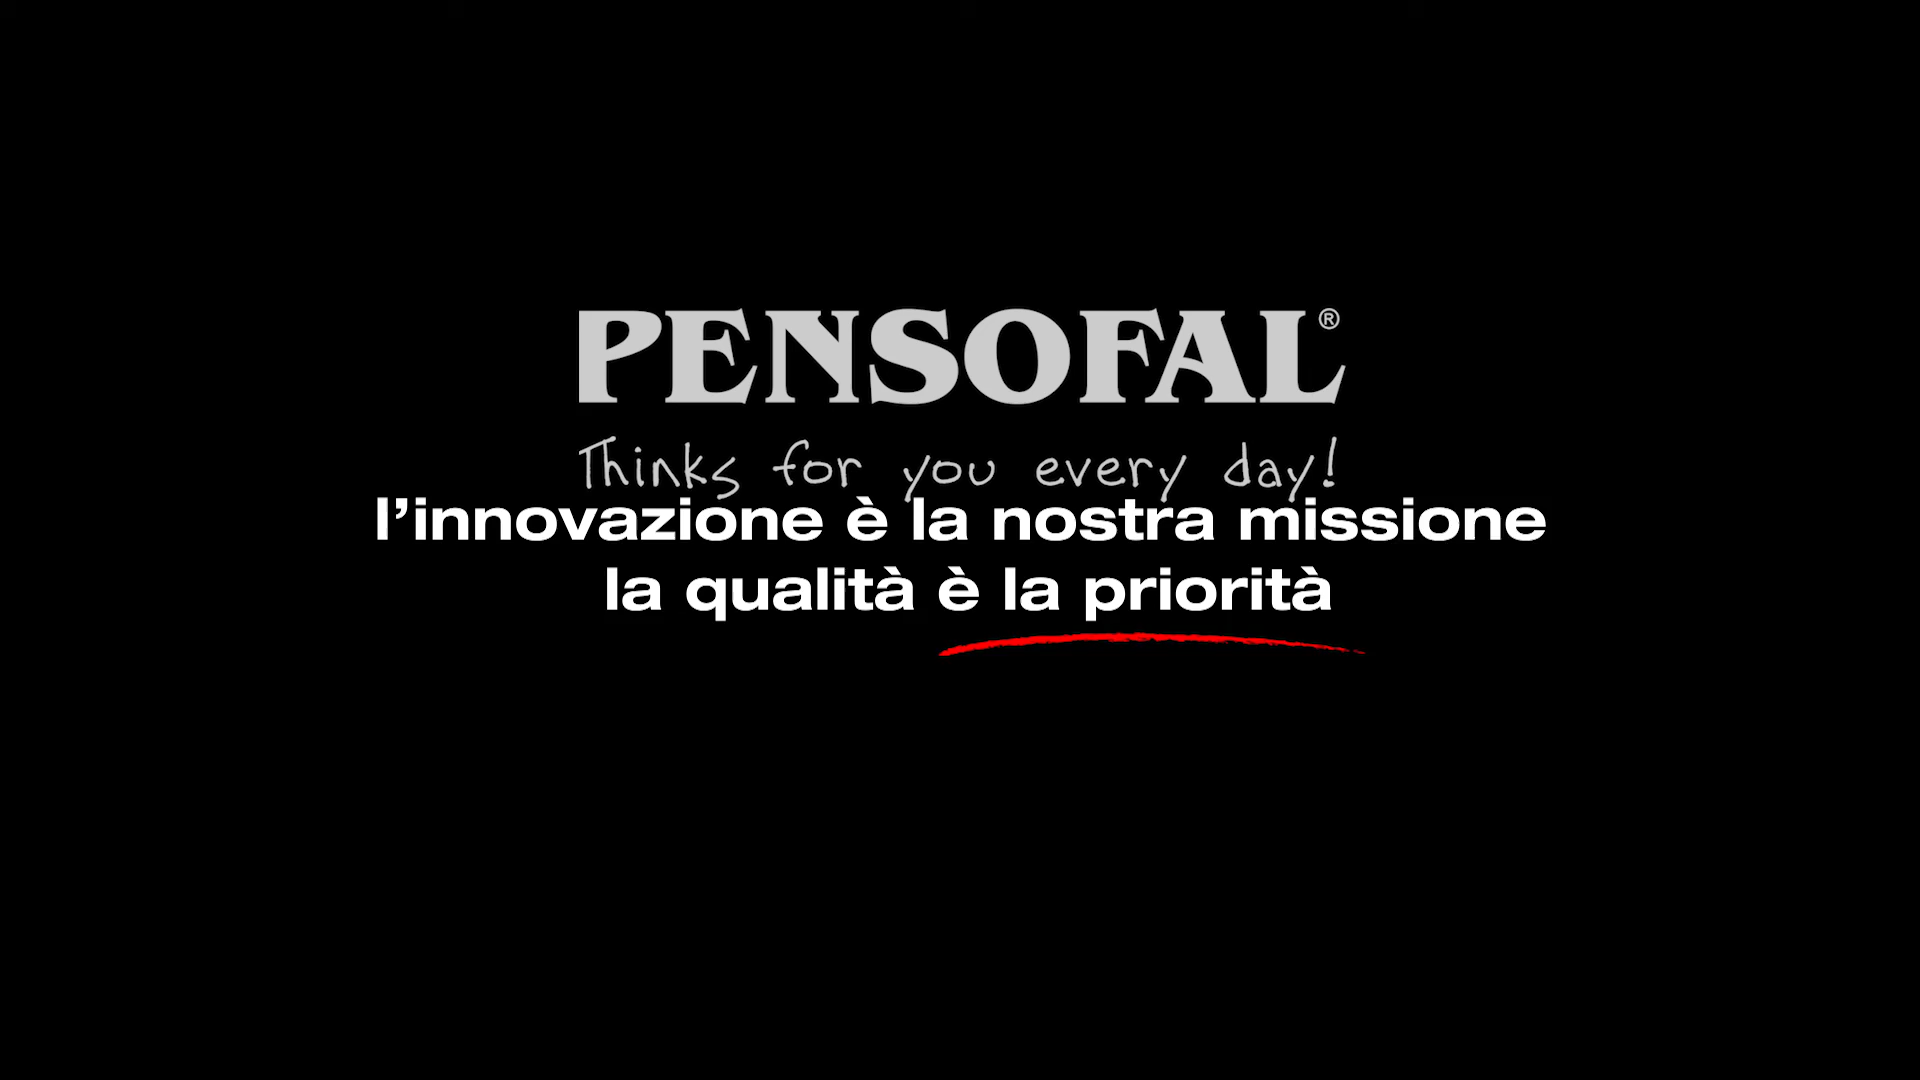 PENSOFAL®
Thinks for you every day!
l’innovazione è la nostra missione
la qualità è la priorità